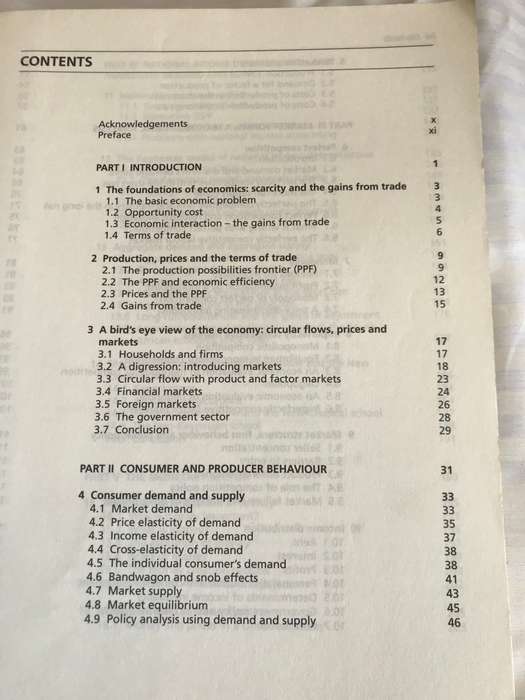 CONTENTS
Acknowledgements x
Preface xi
PART I INTRODUCTION 1
1 The foundations of economics: scarcity and the gains from trade 3
1.1 The basic economic problem 3
1.2 Opportunity cost 4
1.3 Economic interaction – the gains from trade 5
1.4 Terms of trade 6
2 Production, prices and the terms of trade 9
2.1 The production possibilities frontier (PPF) 9
2.2 The PPF and economic efficiency 12
2.3 Prices and the PPF 13
2.4 Gains from trade 15
3 A bird's eye view of the economy: circular flows, prices and
markets 17
3.1 Households and firms 17
3.2 A digression: introducing markets 18
3.3 Circular flow with product and factor markets 23
3.4 Financial markets 24
3.5 Foreign markets 26
3.6 The government sector 28
3.7 Conclusion 29
PART II CONSUMER AND PRODUCER BEHAVIOUR 31
4 Consumer demand and supply 33
4.1 Market demand 33
4.2 Price elasticity of demand 35
4.3 Income elasticity of demand 37
4.4 Cross-elasticity of demand 38
4.5 The individual consumer's demand 38
4.6 Bandwagon and snob effects 41
4.7 Market supply 43
4.8 Market equilibrium 45
4.9 Policy analysis using demand and supply 46